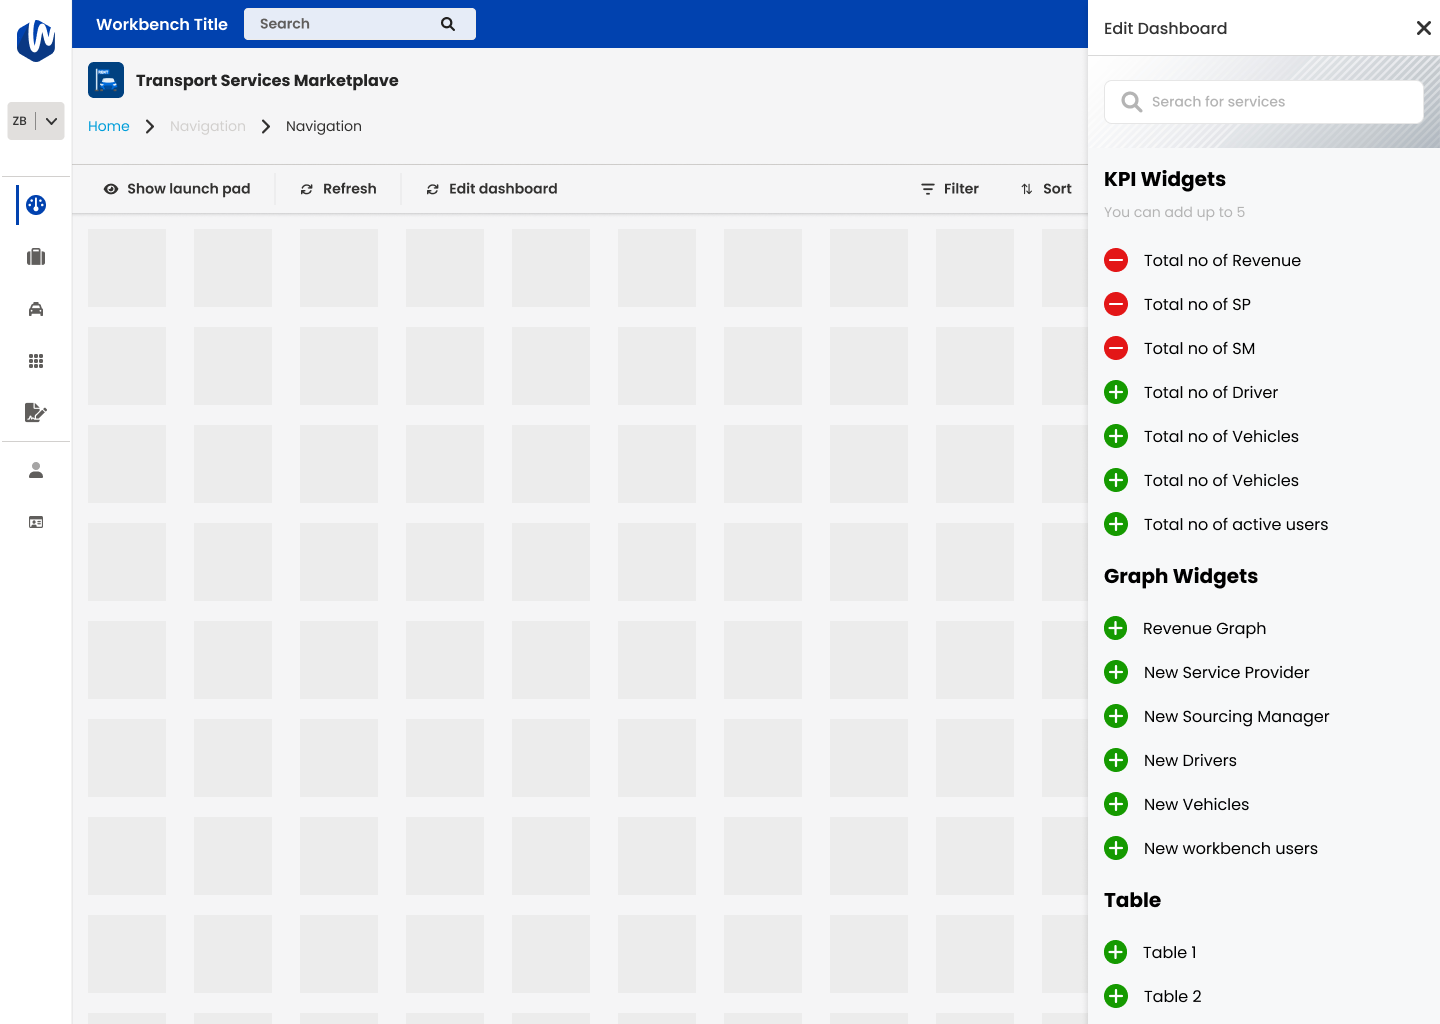 Workbench Title
Search
Edit Dashboard
ZB
Transport Services Marketplave
Home
Navigation
Navigation
Serach for services
Show launch pad
Refresh
Edit dashboard
Filter
Sort
KPI Widgets
You can add up to 5
Total no of Revenue
Total no of SP
Total no of SM
Total no of Driver
Total no of Vehicles
Total no of Vehicles
Total no of active users
Graph Widgets
Revenue Graph
New Service Provider
New Sourcing Manager
New Drivers
New Vehicles
New workbench users
Table
Table 1
Table 2